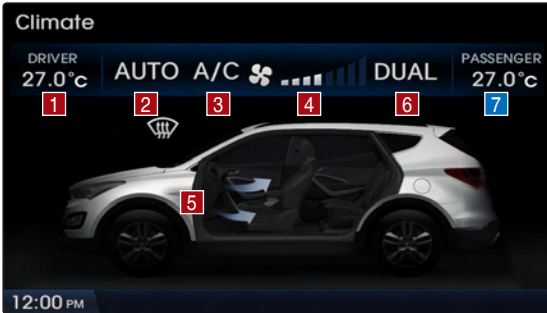 Climate
DRIVER
27.0°c
AUTO A/C DUAL
PASSENGER
27.0°c
1 2 3 4 6 7
5
12:00 PM